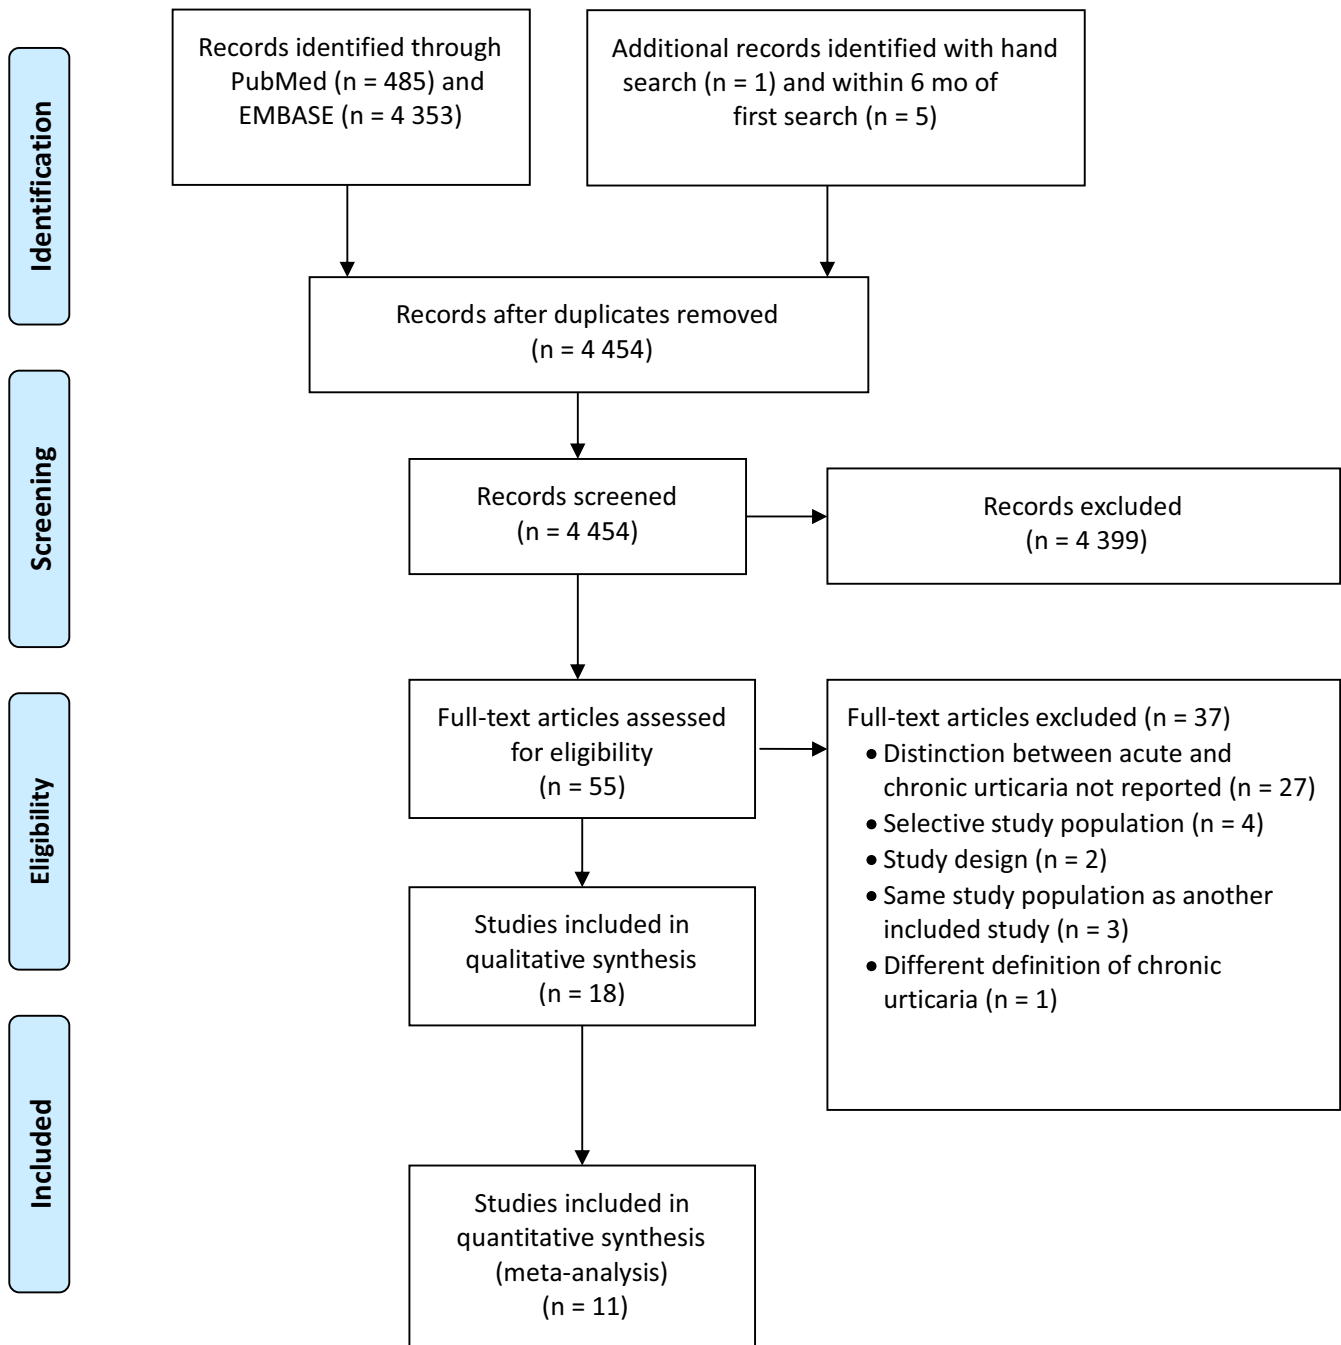 Identification
Records identified through
PubMed (n = 485) and
EMBASE (n = 4 353)
Additional records identified with hand
search (n = 1) and within 6 mo of
first search (n = 5)
Records after duplicates removed
(n = 4 454)
Screening
Records screened
(n = 4 454)
Records excluded
(n = 4 399)
Eligibility
Full-text articles assessed
for eligibility
(n = 55)
Full-text articles excluded (n = 37)
• Distinction between acute and
chronic urticaria not reported (n = 27)
• Selective study population (n = 4)
• Study design (n = 2)
• Same study population as another
included study (n = 3)
• Different definition of chronic
urticaria (n = 1)
Studies included in
qualitative synthesis
(n = 18)
Included
Studies included in
quantitative synthesis
(meta-analysis)
(n = 11)